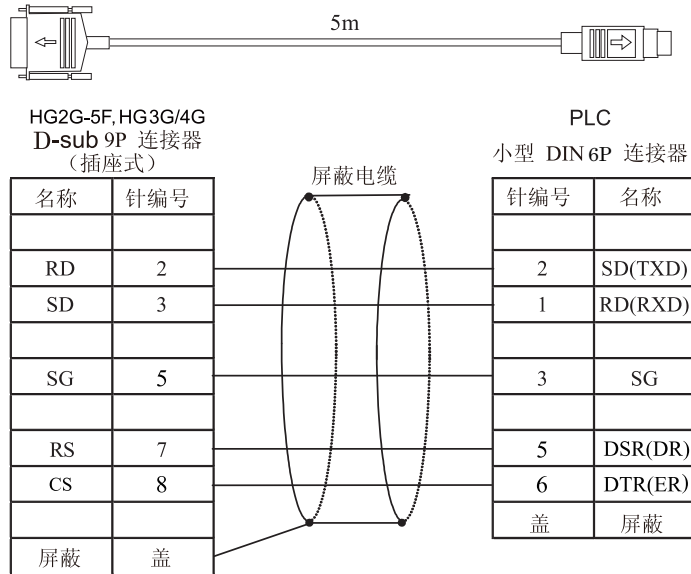 5m
HG2G-5F, HG3G/4G
D-sub 9P 连接器
（插座式）
PLC
小型 DIN 6P 连接器
屏蔽电缆
名称 针编号
RD 2
SD 3
SG 5
RS 7
CS 8
屏蔽 盖
针编号 名称
2 SD(TXD)
1 RD(RXD)
3 SG
5 DSR(DR)
6 DTR(ER)
盖 屏蔽